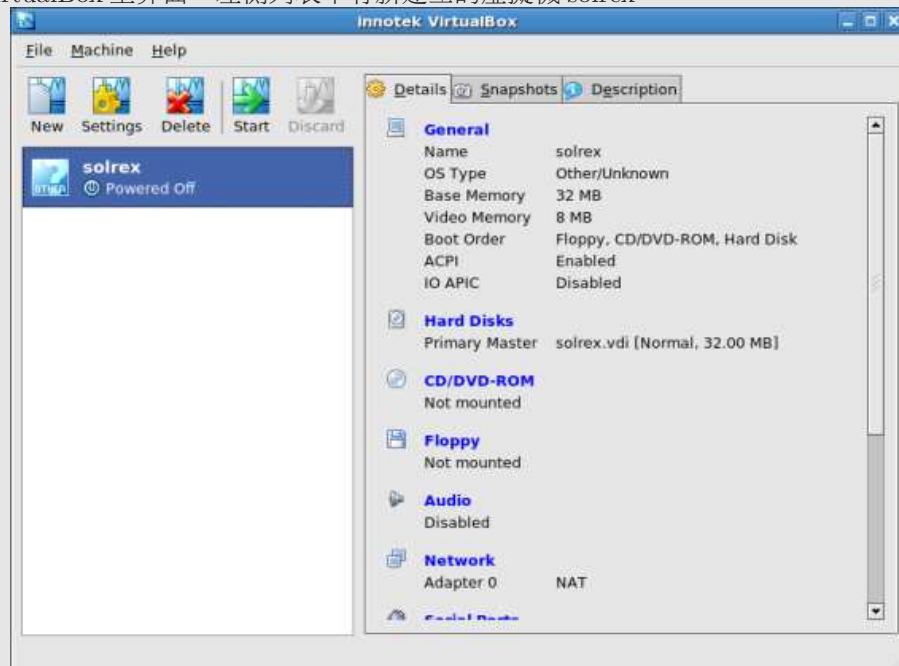 innotek VirtualBox
File Machine Help
New Settings Delete Start Discard
solrex
Powered Off
Details Snapshots Description
General
Name solrex
OS Type Other/Unknown
Base Memory 32 MB
Video Memory 8 MB
Boot Order Floppy, CD/DVD-ROM, Hard Disk
ACPI Enabled
IO APIC Disabled
Hard Disks
Primary Master solrex.vdi [Normal, 32.00 MB]
CD/DVD-ROM
Not mounted
Floppy
Not mounted
Audio
Disabled
Network
Adapter 0 NAT
Serial Ports